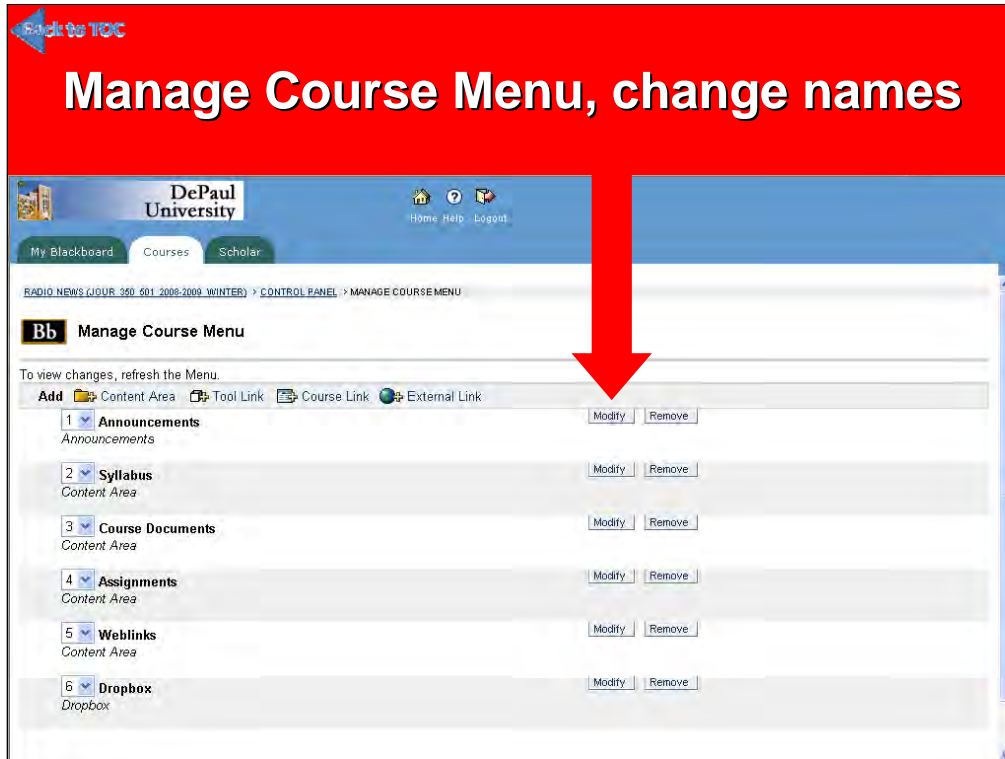 Back to TOC
Manage Course Menu, change names
DePaul
University
Home Help Logout
My Blackboard Courses Scholar
RADIO NEWS (JOUR 350 501 2008-2009 WINTER) > CONTROL PANEL > MANAGE COURSE MENU
Bb Manage Course Menu
To view changes, refresh the Menu.
Add Content Area Tool Link Course Link External Link
1 Announcements Modify Remove
Announcements
2 Syllabus Modify Remove
Content Area
3 Course Documents Modify Remove
Content Area
4 Assignments Modify Remove
Content Area
5 Weblinks Modify Remove
Content Area
6 Dropbox Modify Remove
Dropbox